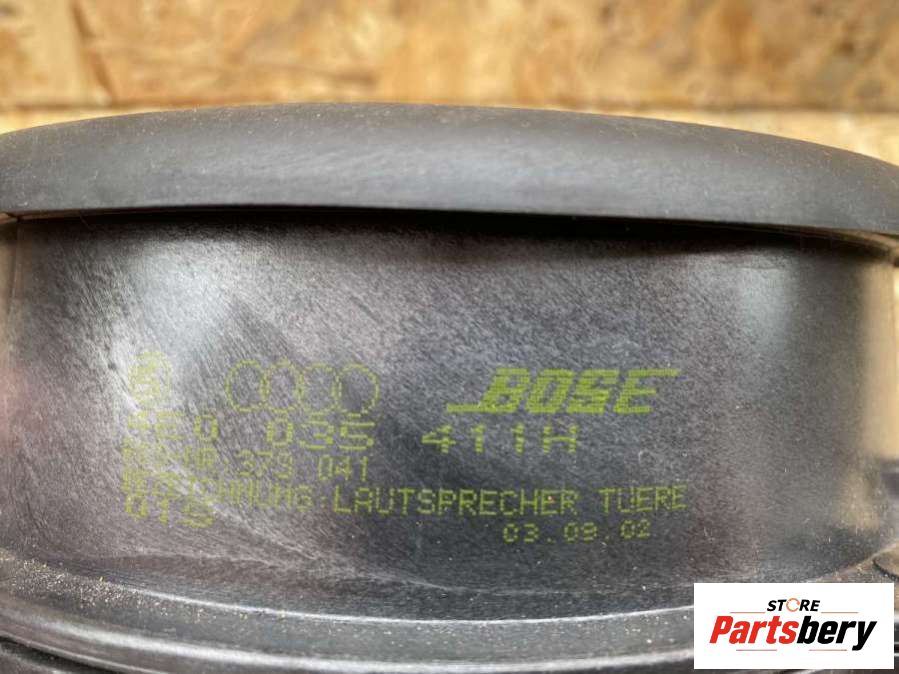 BOSE
035 411H
373 041
LAUTSPRECHER TUERE
03.09.02
STORE
Partsbery